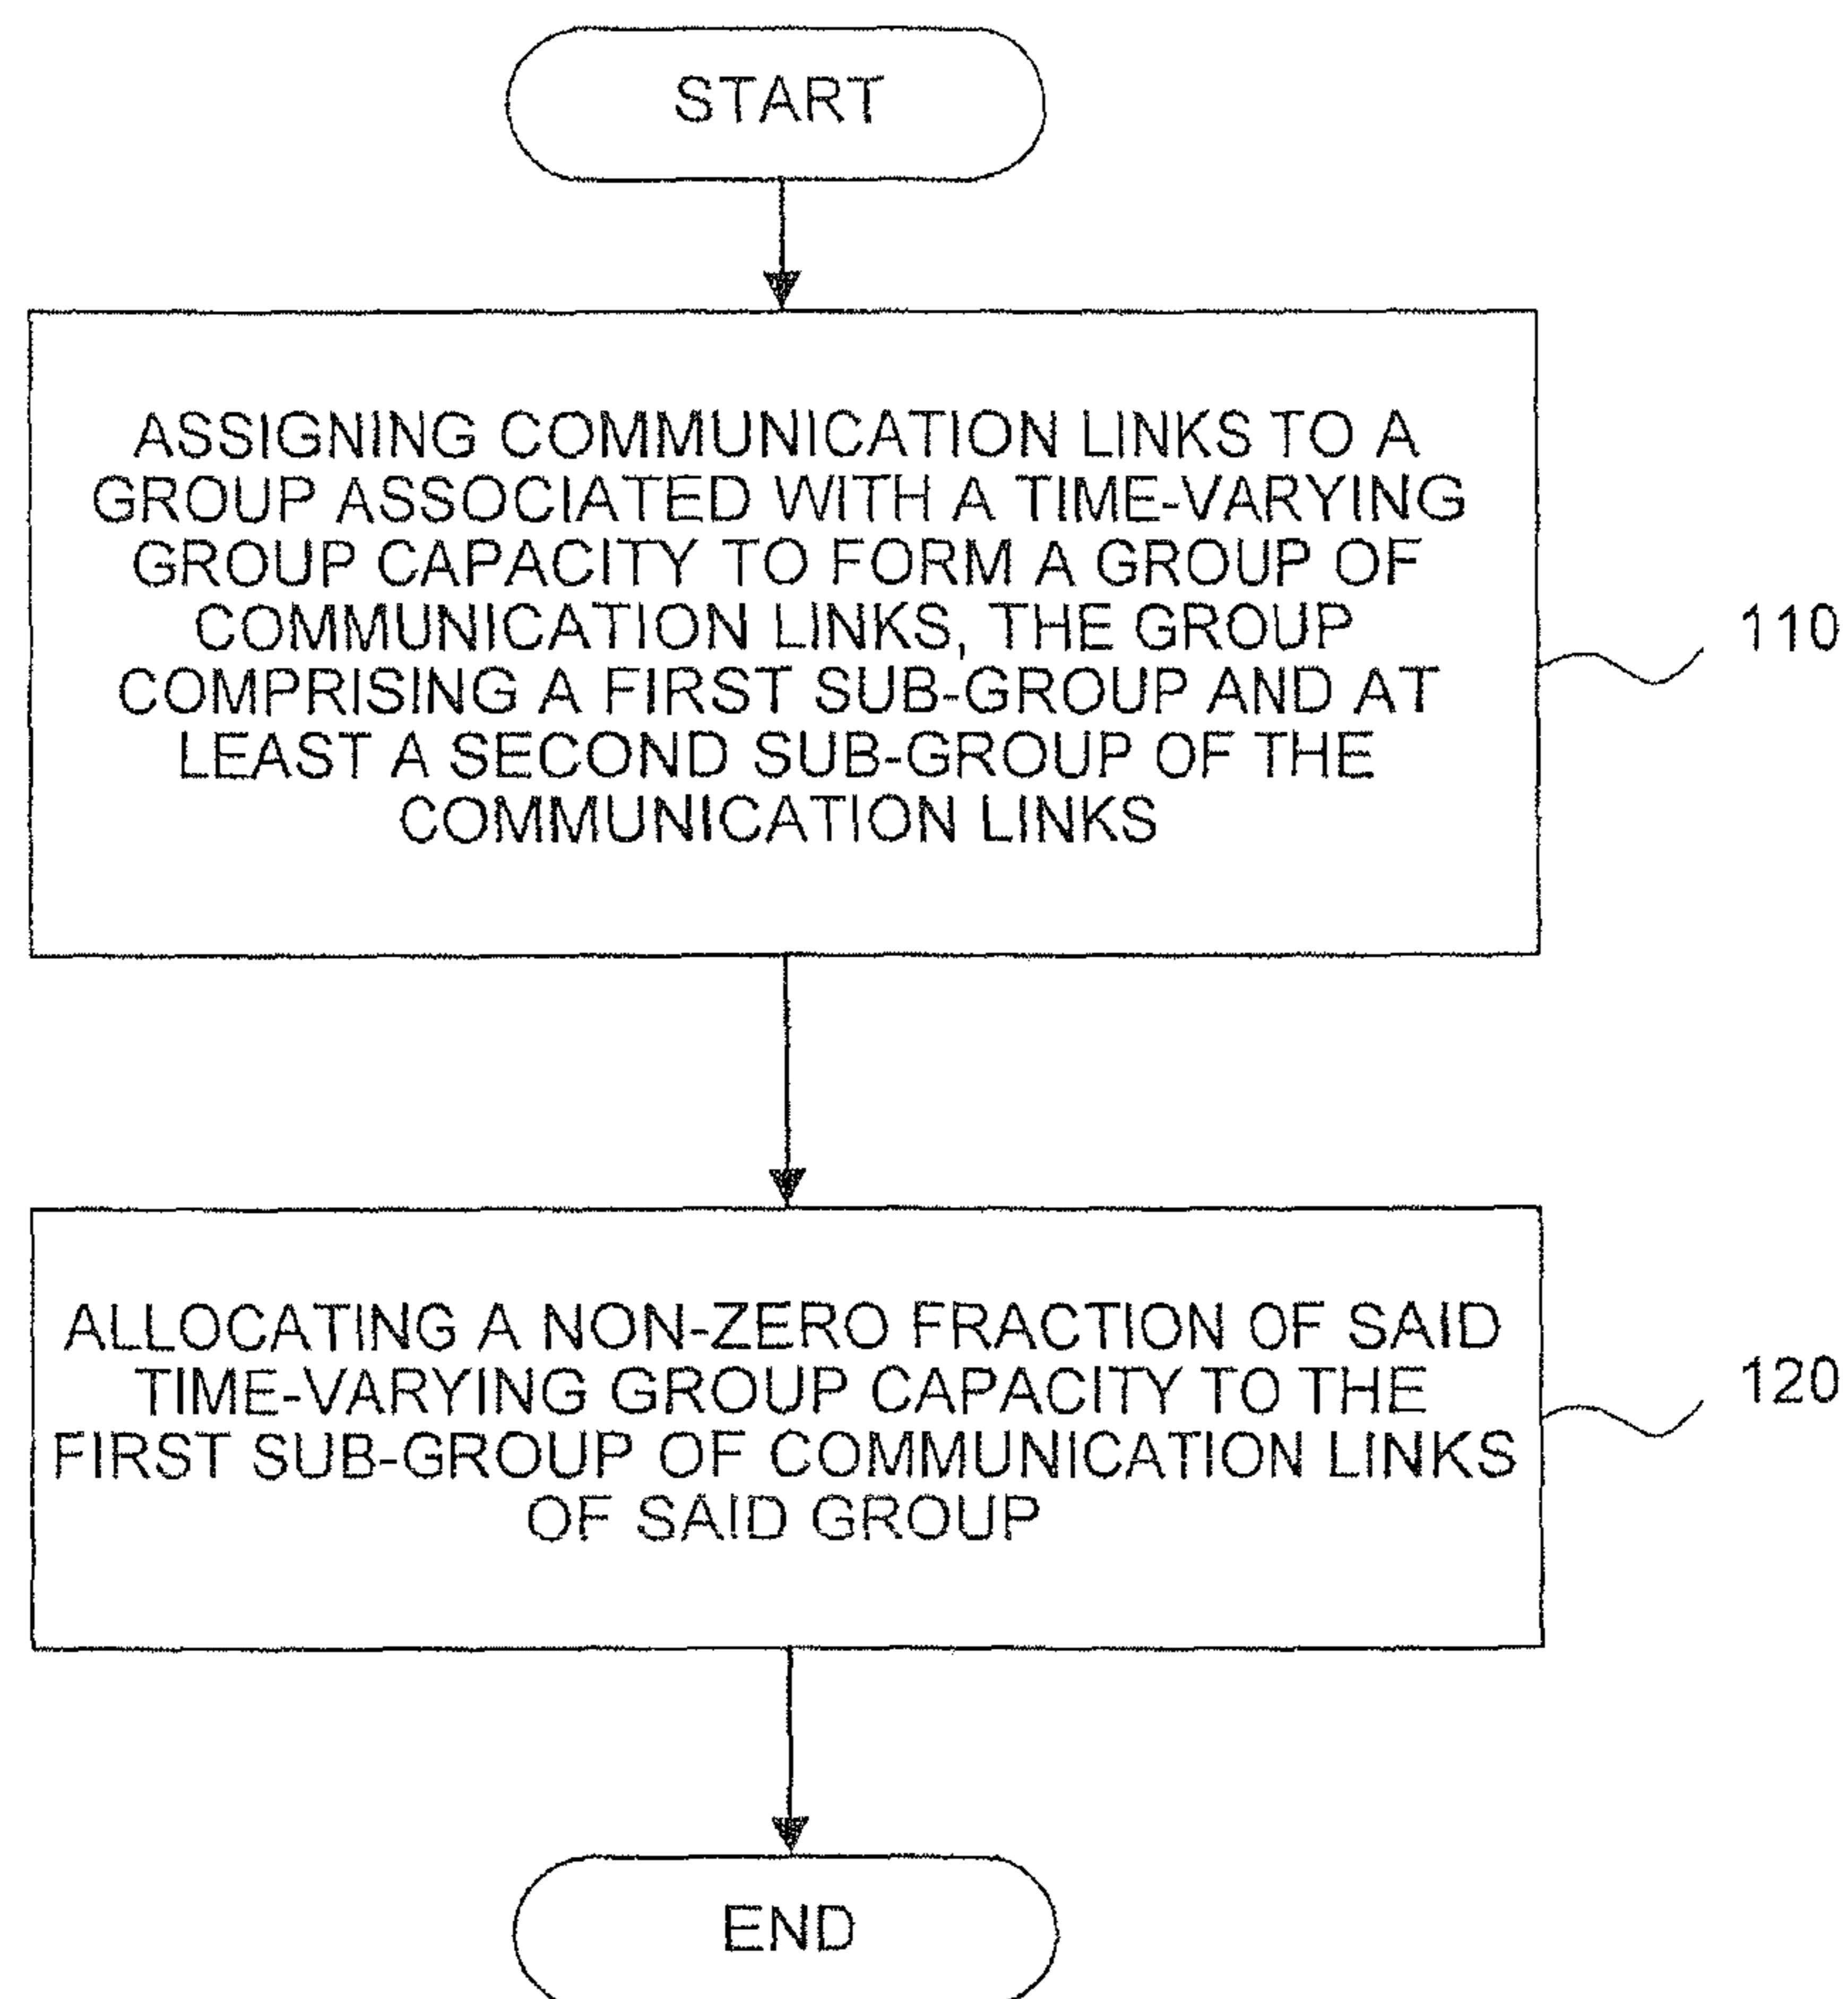 START
ASSIGNING COMMUNICATION LINKS TO A
GROUP ASSOCIATED WITH A TIME-VARYING
GROUP CAPACITY TO FORM A GROUP OF
COMMUNICATION LINKS, THE GROUP
COMPRISING A FIRST SUB-GROUP AND AT
LEAST A SECOND SUB-GROUP OF THE
COMMUNICATION LINKS
110
ALLOCATING A NON-ZERO FRACTION OF SAID
TIME-VARYING GROUP CAPACITY TO THE
FIRST SUB-GROUP OF COMMUNICATION LINKS
OF SAID GROUP
120
END